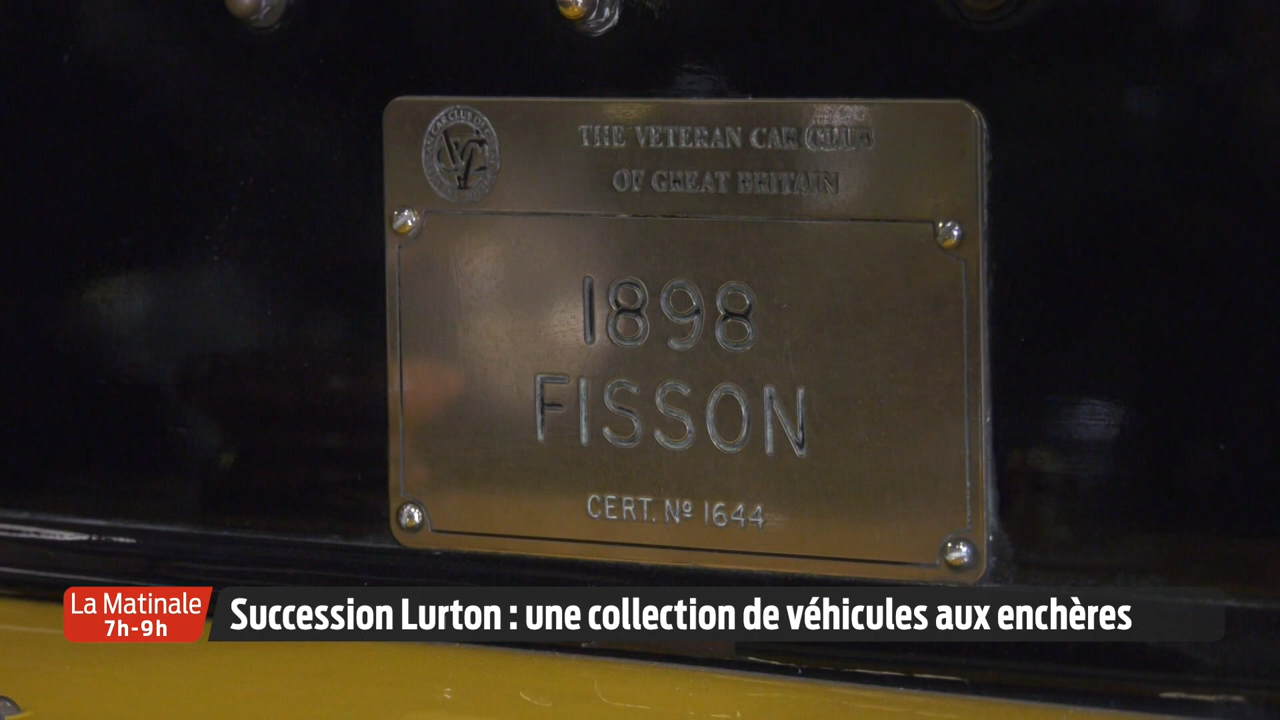 THE VETERAN CAR CLUB
OF GREAT BRITAIN
1898
FISSON
CERT. Nº 1644
La Matinale
7h-9h
Succession Lurton : une collection de véhicules aux enchères